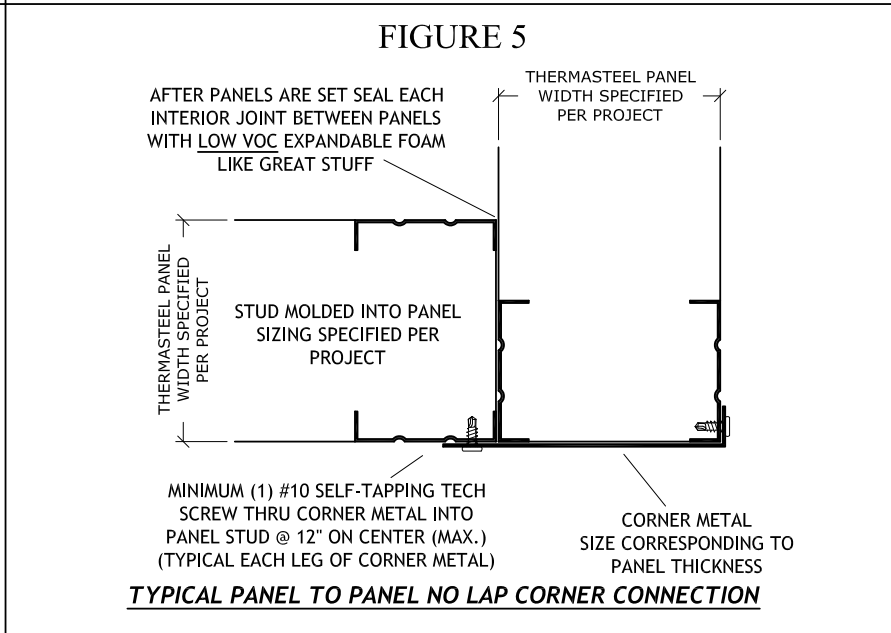 FIGURE 5
AFTER PANELS ARE SET SEAL EACH
INTERIOR JOINT BETWEEN PANELS
WITH LOW VOC EXPANDABLE FOAM
LIKE GREAT STUFF
THERMASTEEL PANEL
WIDTH SPECIFIED
PER PROJECT
THERMASTEEL PANEL
WIDTH SPECIFIED
PER PROJECT
STUD MOLDED INTO PANEL
SIZING SPECIFIED PER
PROJECT
MINIMUM (1) #10 SELF-TAPPING TECH
SCREW THRU CORNER METAL INTO
PANEL STUD @ 12" ON CENTER (MAX.)
(TYPICAL EACH LEG OF CORNER METAL)
CORNER METAL
SIZE CORRESPONDING TO
PANEL THICKNESS
TYPICAL PANEL TO PANEL NO LAP CORNER CONNECTION